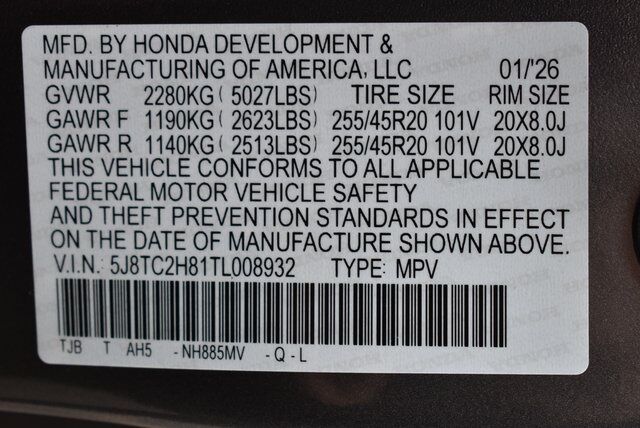 MFD. BY HONDA DEVELOPMENT &
MANUFACTURING OF AMERICA, LLC 01/'26
GVWR 2280KG ( 5027LBS) TIRE SIZE RIM SIZE
GAWR F 1190KG ( 2623LBS) 255/45R20 101V 20X8.0J
GAWR R 1140KG ( 2513LBS) 255/45R20 101V 20X8.0J
THIS VEHICLE CONFORMS TO ALL APPLICABLE
FEDERAL MOTOR VEHICLE SAFETY
AND THEFT PREVENTION STANDARDS IN EFFECT
ON THE DATE OF MANUFACTURE SHOWN ABOVE.
V.I.N: 5J8TC2H81TL008932 TYPE: MPV
TJB T AH5 - NH885MV - Q - L